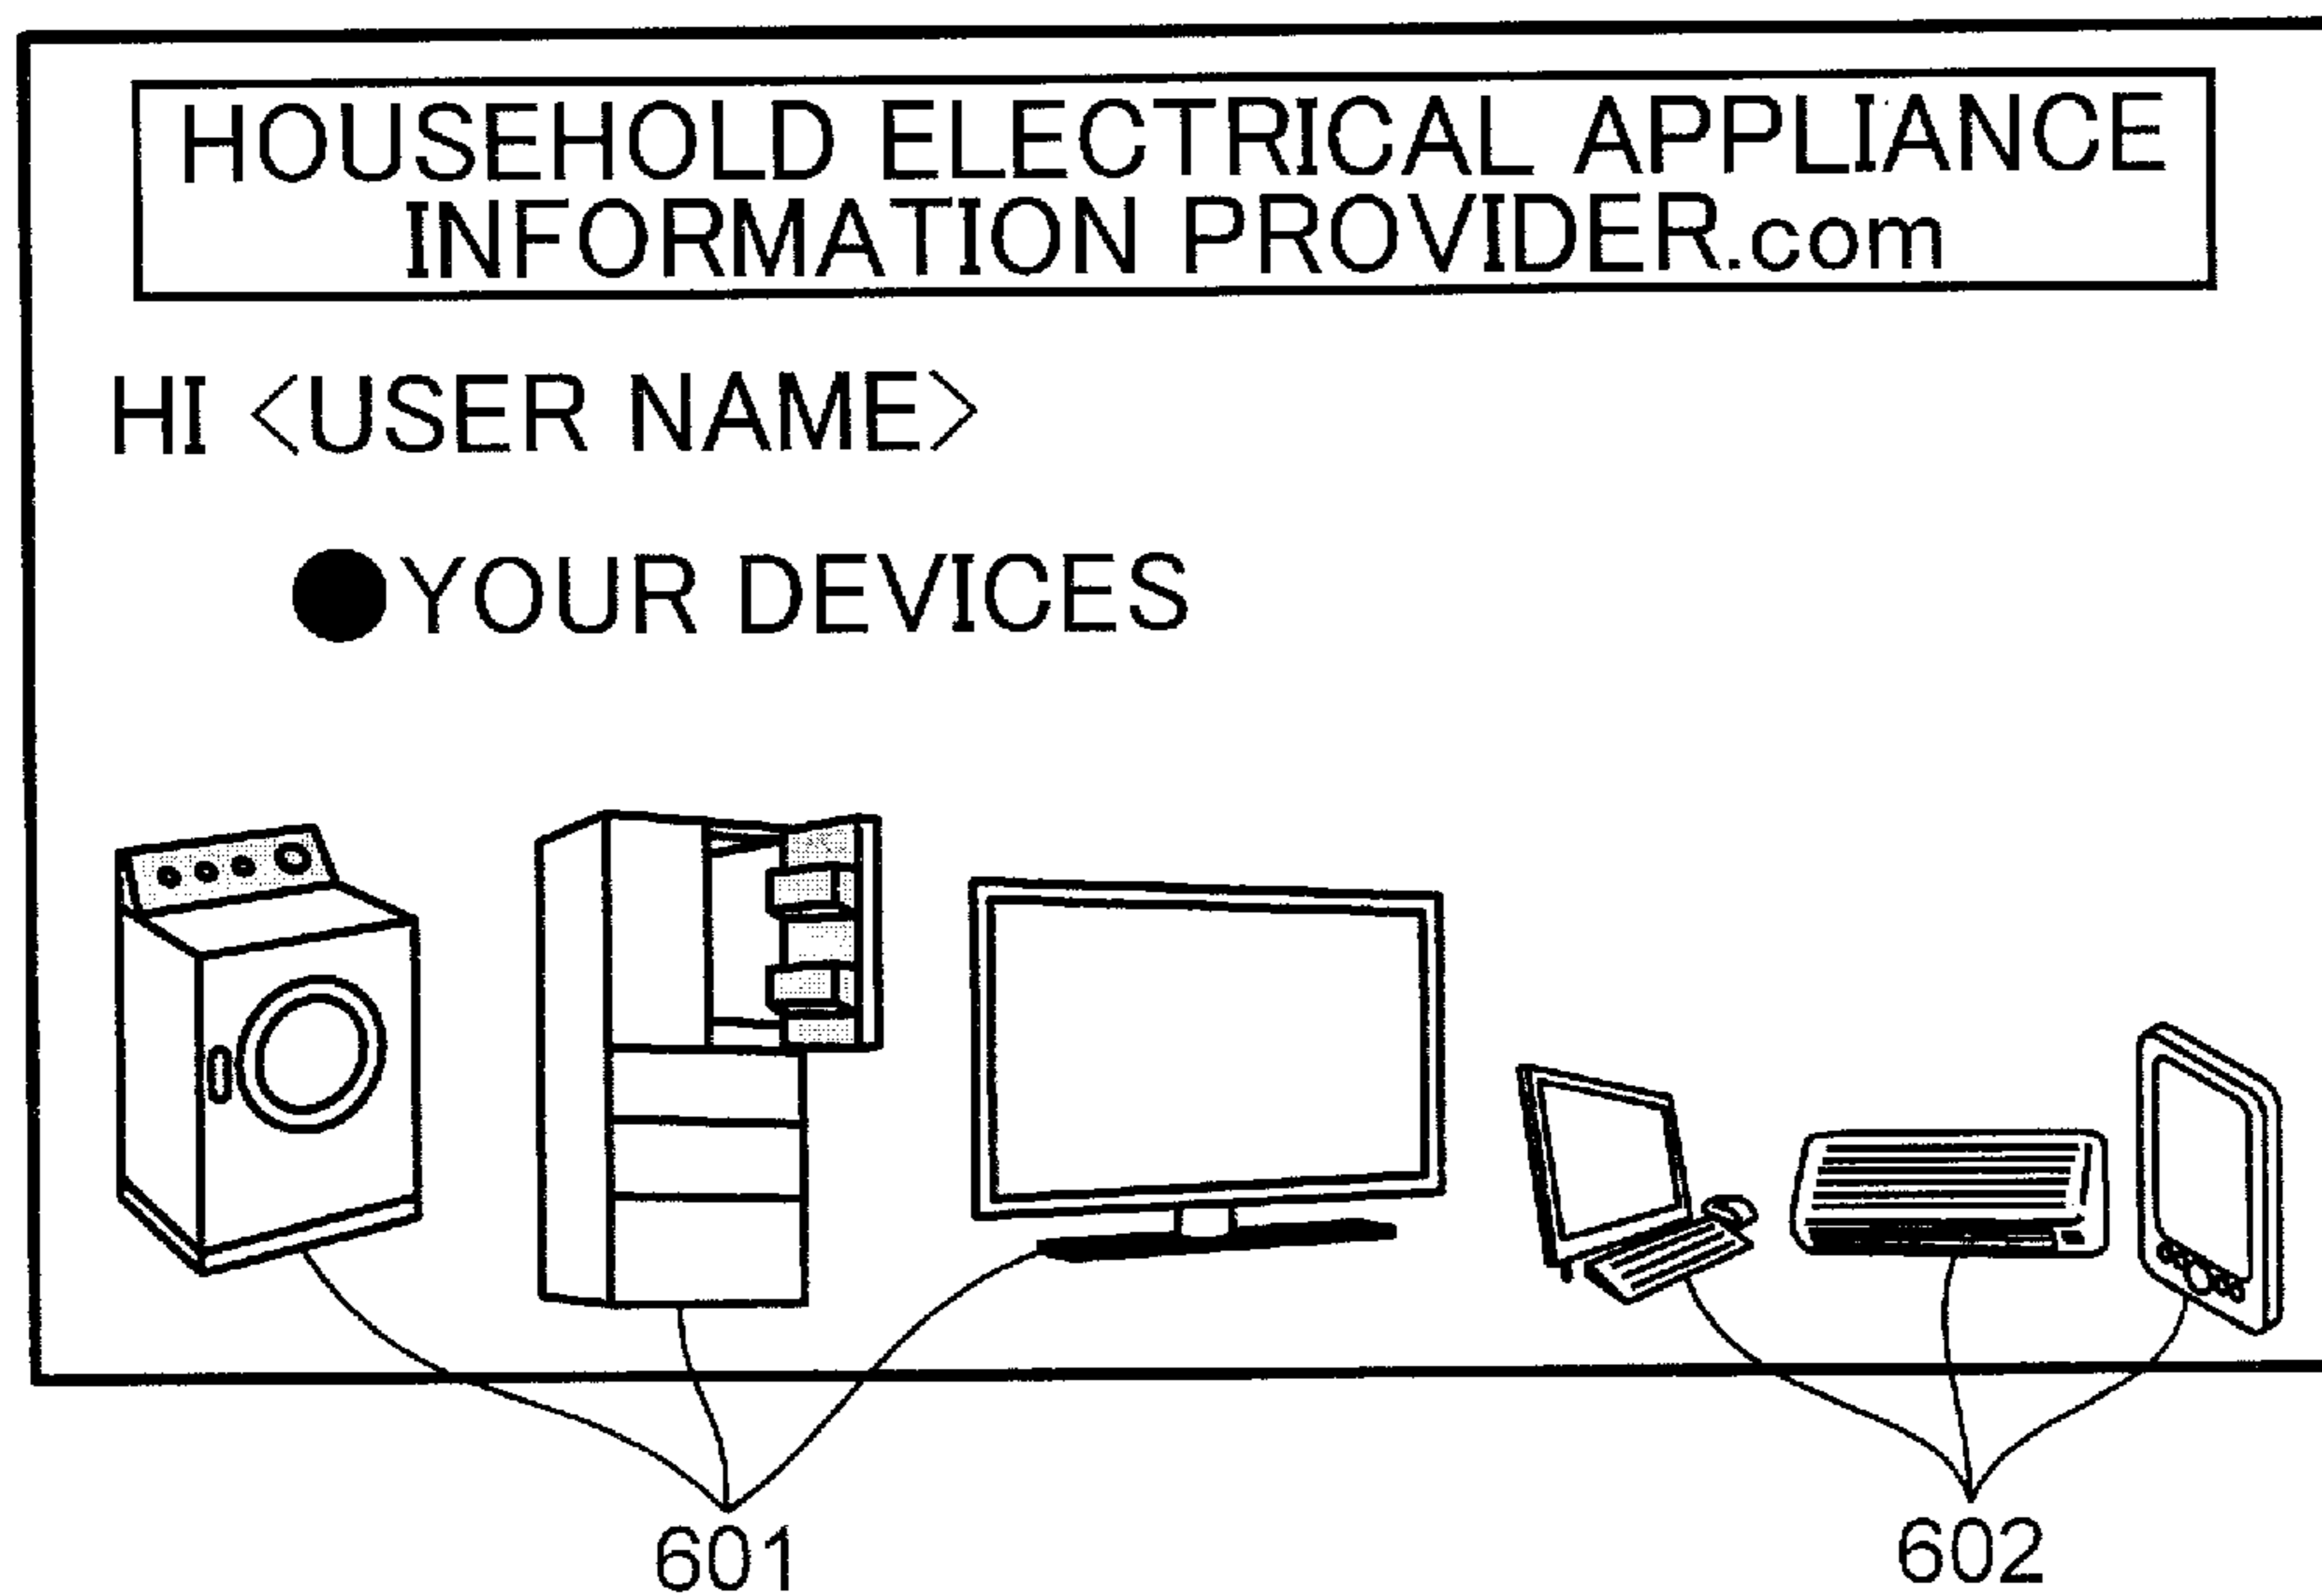 HOUSEHOLD ELECTRICAL APPLIANCE
INFORMATION PROVIDER.com
HI <USER NAME>
●YOUR DEVICES
601
602